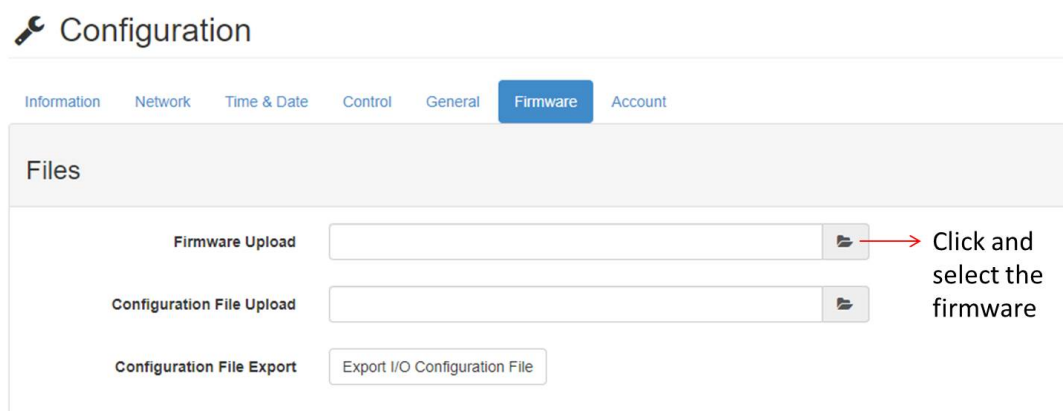 Configuration
Information Network Time & Date Control General Firmware Account
Files
Firmware Upload
Click and
select the
firmware
Configuration File Upload
Configuration File Export Export I/O Configuration File